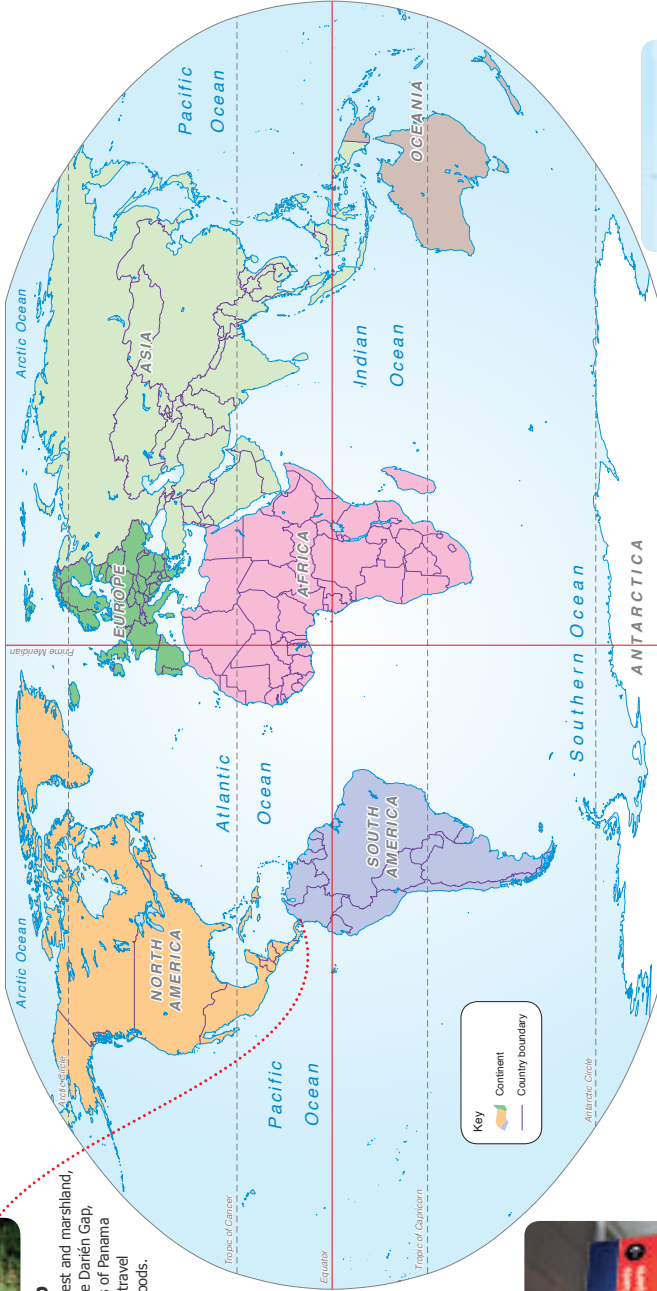 est and marshland,
e Darién Gap,
s of Panama
travel
oods.
Arctic Ocean
Arctic Ocean
Arctic Circle
Prime Meridian
NORTH
AMERICA
EUROPE
ASIA
Pacific
Ocean
Atlantic
Ocean
Tropic of Cancer
Pacific
Ocean
AFRICA
Equator
Indian
Ocean
SOUTH
AMERICA
OCEANIA
Tropic of Capricorn
Key
Continent
Country boundary
Southern Ocean
Antarctic Circle
ANTARCTICA